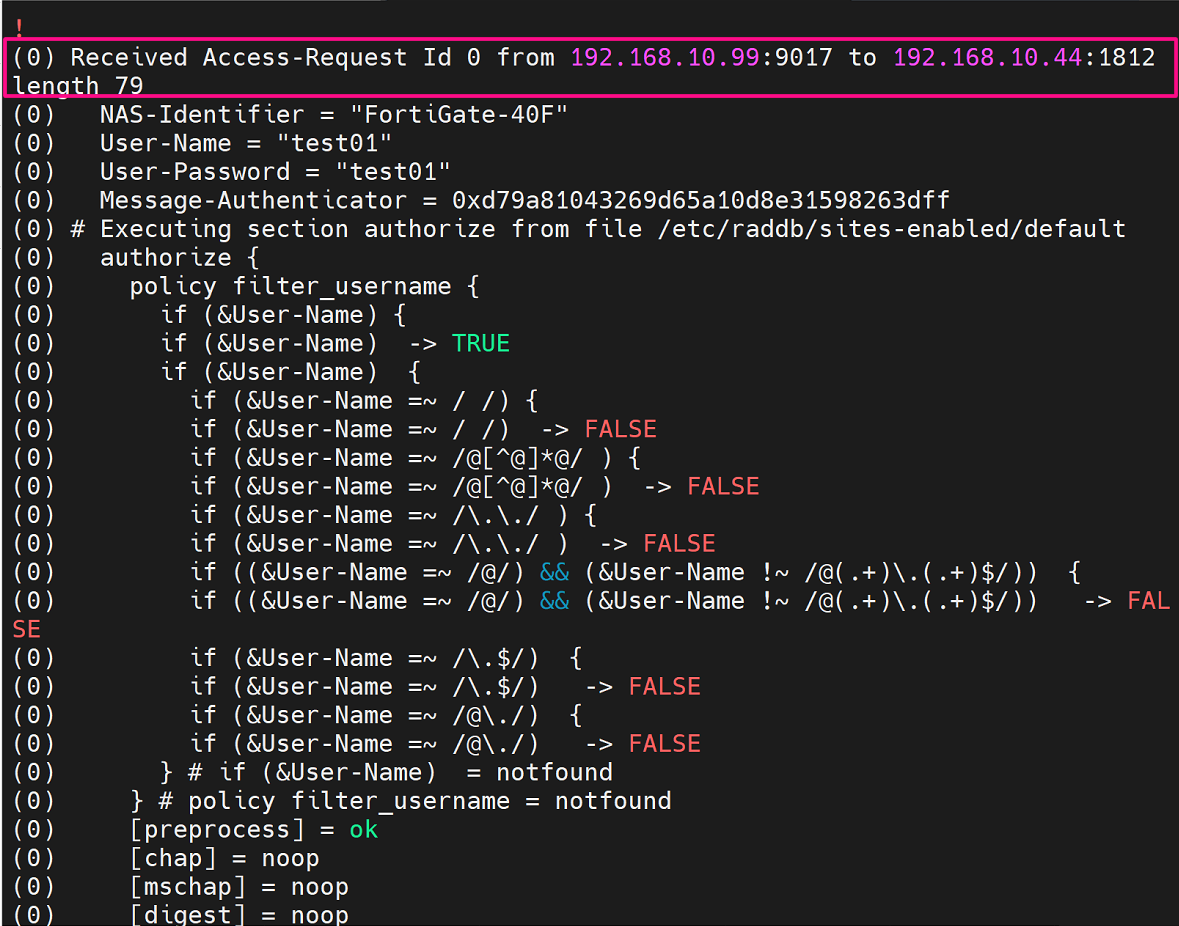 !
(0) Received Access-Request Id 0 from 192.168.10.99:9017 to 192.168.10.44:1812
length 79
(0)   NAS-Identifier = "FortiGate-40F"
(0)   User-Name = "test01"
(0)   User-Password = "test01"
(0)   Message-Authenticator = 0xd79a81043269d65a10d8e31598263dff
(0) # Executing section authorize from file /etc/raddb/sites-enabled/default
(0)   authorize {
(0)     policy filter_username {
(0)       if (&User-Name) {
(0)       if (&User-Name)  -> TRUE
(0)       if (&User-Name)  {
(0)         if (&User-Name =~ / /) {
(0)         if (&User-Name =~ / /)  -> FALSE
(0)         if (&User-Name =~ /@[^@]*@/ ) {
(0)         if (&User-Name =~ /@[^@]*@/ )  -> FALSE
(0)         if (&User-Name =~ /\.\./ ) {
(0)         if (&User-Name =~ /\.\./ )  -> FALSE
(0)         if ((&User-Name =~ /@/) && (&User-Name !~ /@(.+)\.(.+)$/))  {
(0)         if ((&User-Name =~ /@/) && (&User-Name !~ /@(.+)\.(.+)$/))   -> FAL
SE
(0)         if (&User-Name =~ /\.$/)  {
(0)         if (&User-Name =~ /\.$/)   -> FALSE
(0)         if (&User-Name =~ /@\./)  {
(0)         if (&User-Name =~ /@\./)   -> FALSE
(0)       } # if (&User-Name)  = notfound
(0)     } # policy filter_username = notfound
(0)     [preprocess] = ok
(0)     [chap] = noop
(0)     [mschap] = noop
(0)     [digest] = noop